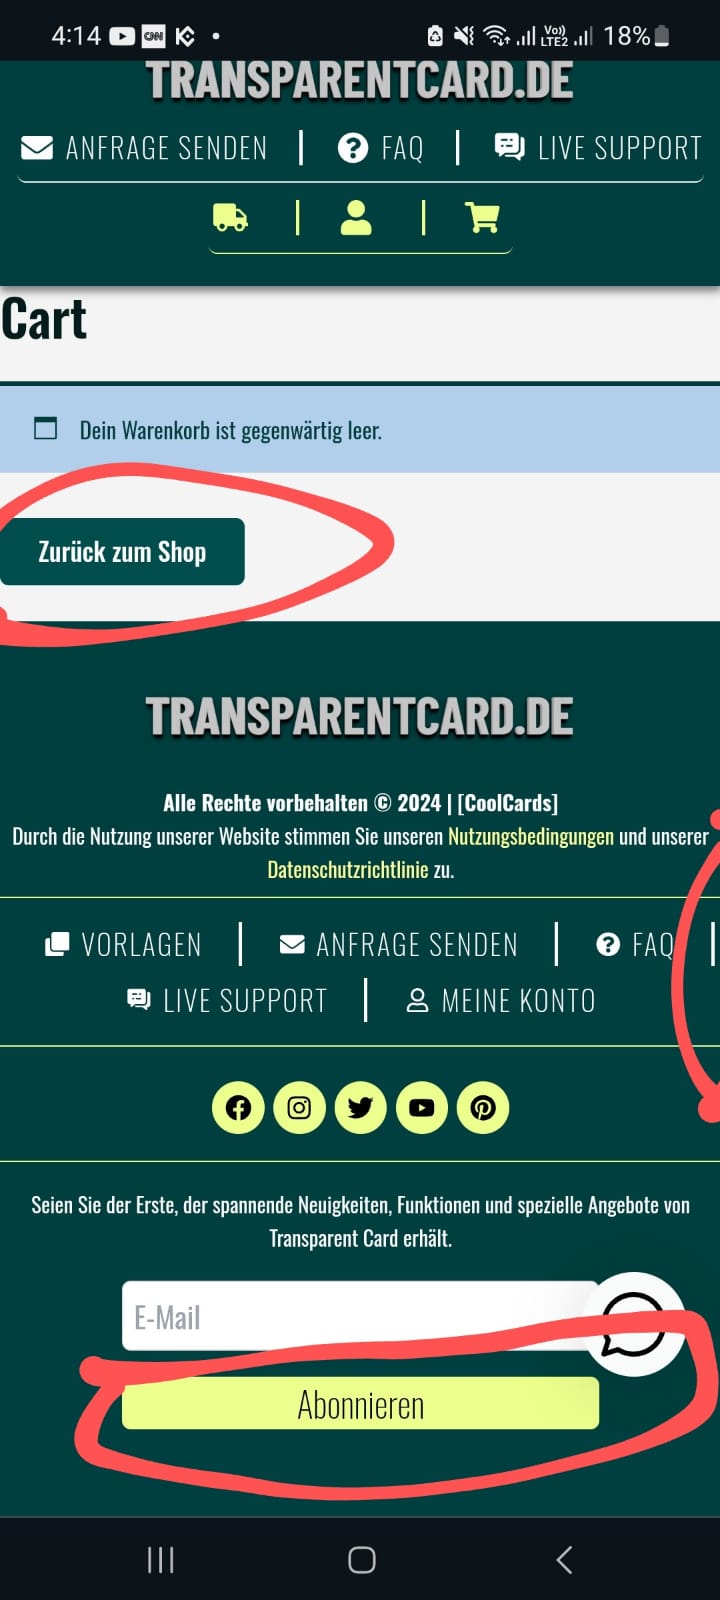 4:14 CNN Vo)) LTE2 18%
TRANSPARENTCARD.DE
ANFRAGE SENDEN | FAQ | LIVE SUPPORT
Cart
Dein Warenkorb ist gegenwärtig leer.
Zurück zum Shop
TRANSPARENTCARD.DE
Alle Rechte vorbehalten © 2024 | [CoolCards]
Durch die Nutzung unserer Website stimmen Sie unseren Nutzungsbedingungen und unserer
Datenschutzrichtlinie zu.
VORLAGEN | ANFRAGE SENDEN | FAQ |
LIVE SUPPORT | MEINE KONTO
Seien Sie der Erste, der spannende Neuigkeiten, Funktionen und spezielle Angebote von
Transparent Card erhält.
E-Mail
Abonnieren